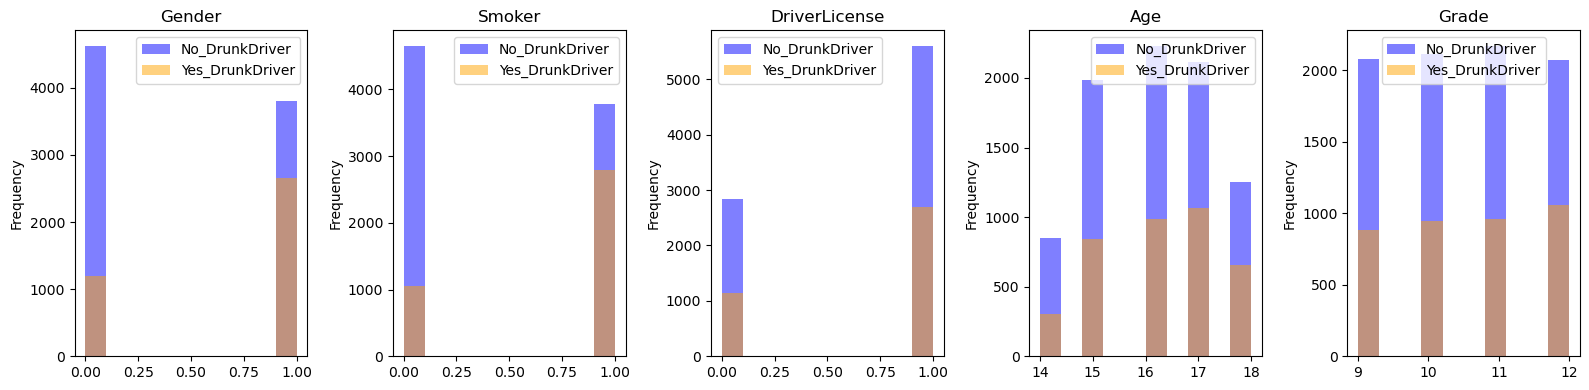 Gender
No_DrunkDriver
Yes_DrunkDriver
Frequency
4000
3000
2000
1000
0
0.00 0.25 0.50 0.75 1.00
Smoker
No_DrunkDriver
Yes_DrunkDriver
Frequency
4000
3000
2000
1000
0
0.00 0.25 0.50 0.75 1.00
DriverLicense
No_DrunkDriver
Yes_DrunkDriver
Frequency
5000
4000
3000
2000
1000
0
0.00 0.25 0.50 0.75 1.00
Age
No_DrunkDriver
Yes_DrunkDriver
Frequency
2000
1500
1000
500
0
14 15 16 17 18
Grade
No_DrunkDriver
Yes_DrunkDriver
Frequency
2000
1500
1000
500
0
9 10 11 12